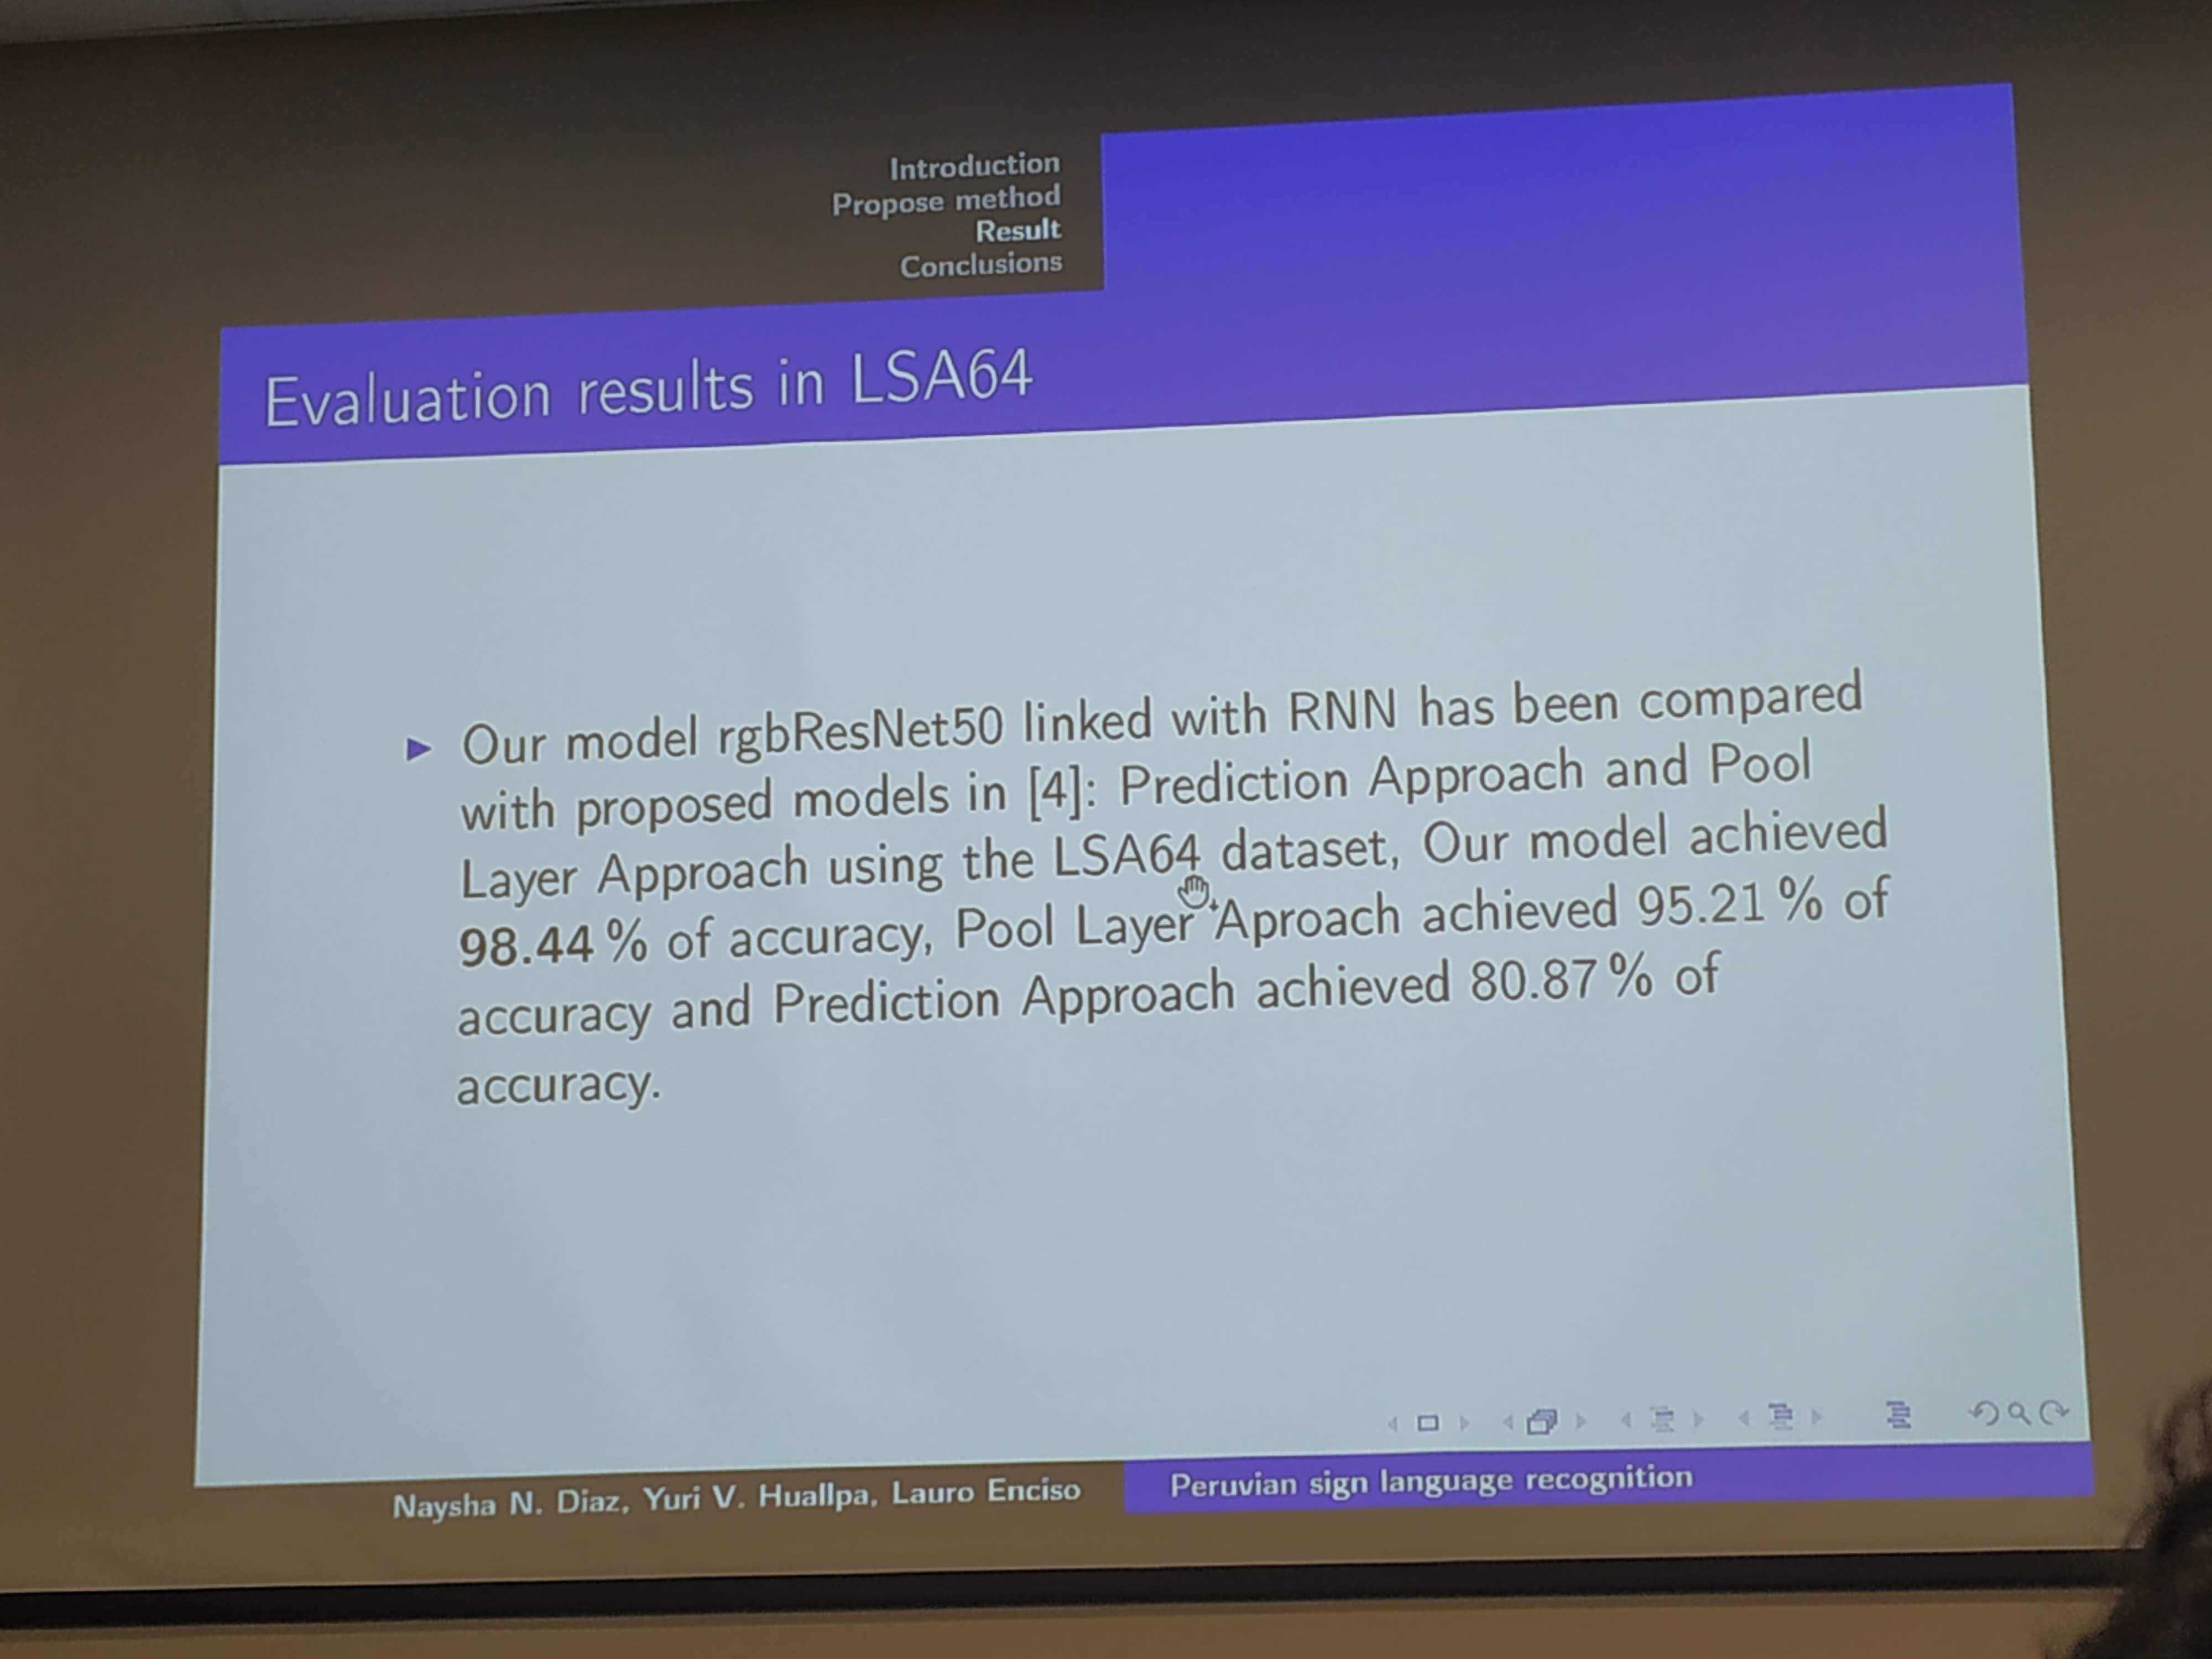 Introduction
Propose method
Result
Conclusions
Evaluation results in LSA64
Our model rgbResNet50 linked with RNN has been compared
with proposed models in [4]: Prediction Approach and Pool
Layer Approach using the LSA64 dataset, Our model achieved
98.44 % of accuracy, Pool Layer Aproach achieved 95.21 % of
accuracy and Prediction Approach achieved 80.87 % of
accuracy.
Naysha N. Diaz, Yuri V. Huallpa, Lauro Enciso
Peruvian sign language recognition